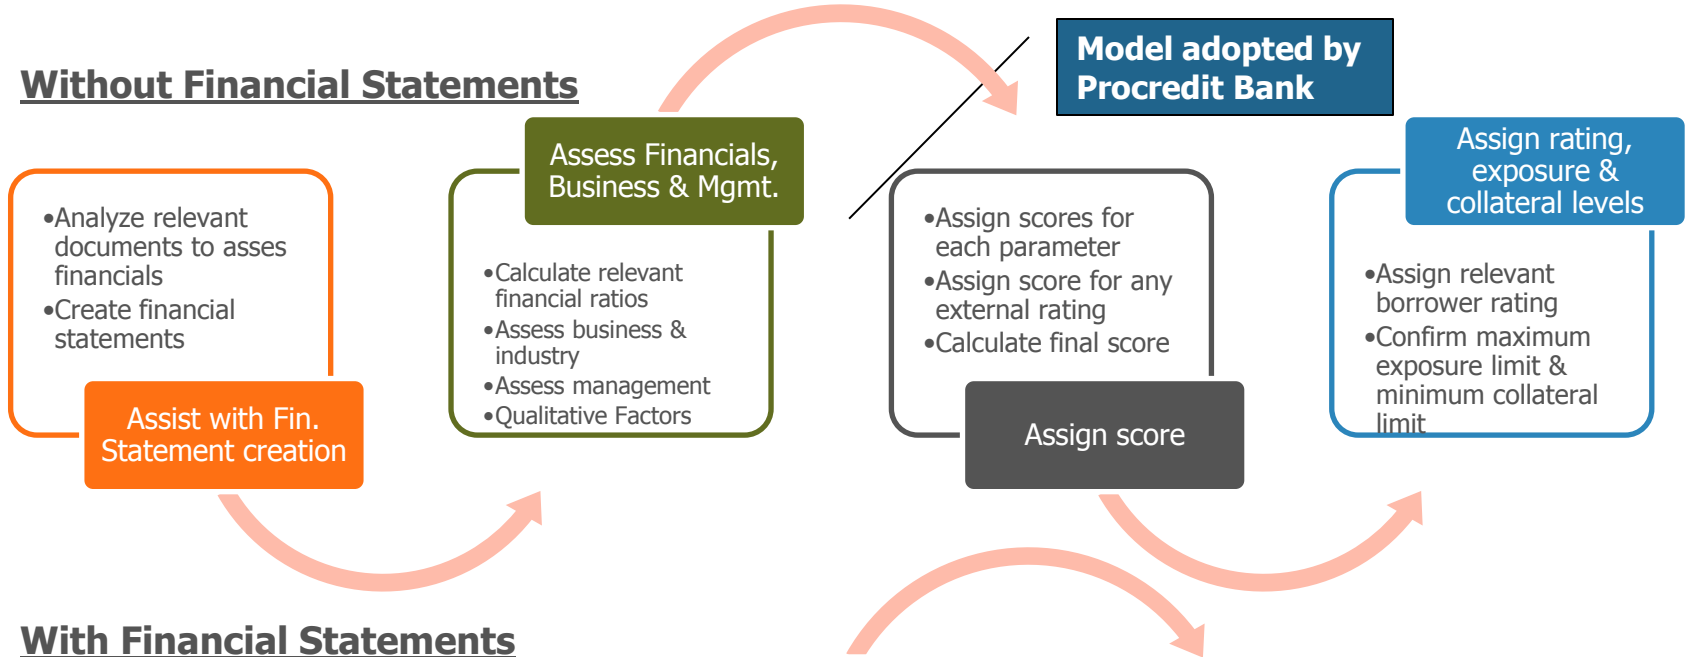 Without Financial Statements
Model adopted by
Procredit Bank
•Analyze relevant
documents to asses
financials
•Create financial
statements
Assist with Fin.
Statement creation
Assess Financials,
Business & Mgmt.
•Calculate relevant
financial ratios
•Assess business &
industry
•Assess management
•Qualitative Factors
•Assign scores for
each parameter
•Assign score for any
external rating
•Calculate final score
Assign score
Assign rating,
exposure &
collateral levels
•Assign relevant
borrower rating
•Confirm maximum
exposure limit &
minimum collateral
limit
With Financial Statements